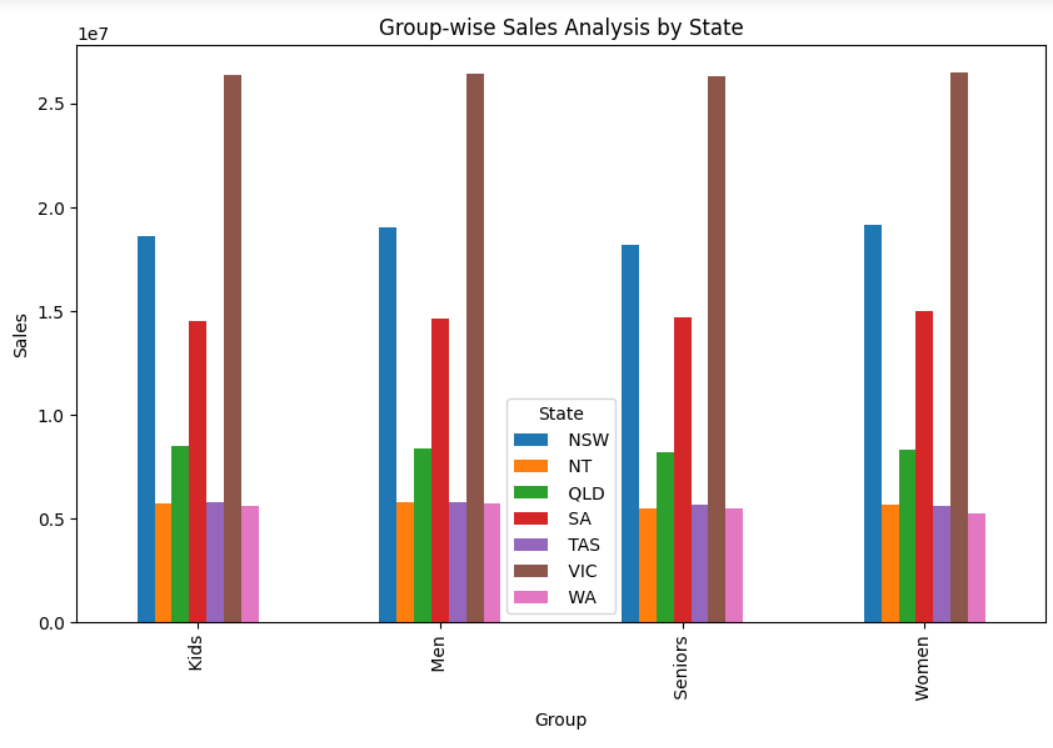 Group-wise Sales Analysis by State
1e7
2.5
2.0
1.5
1.0
0.5
0.0
Sales
State
NSW
NT
QLD
SA
TAS
VIC
WA
Kids
Men
Seniors
Women
Group